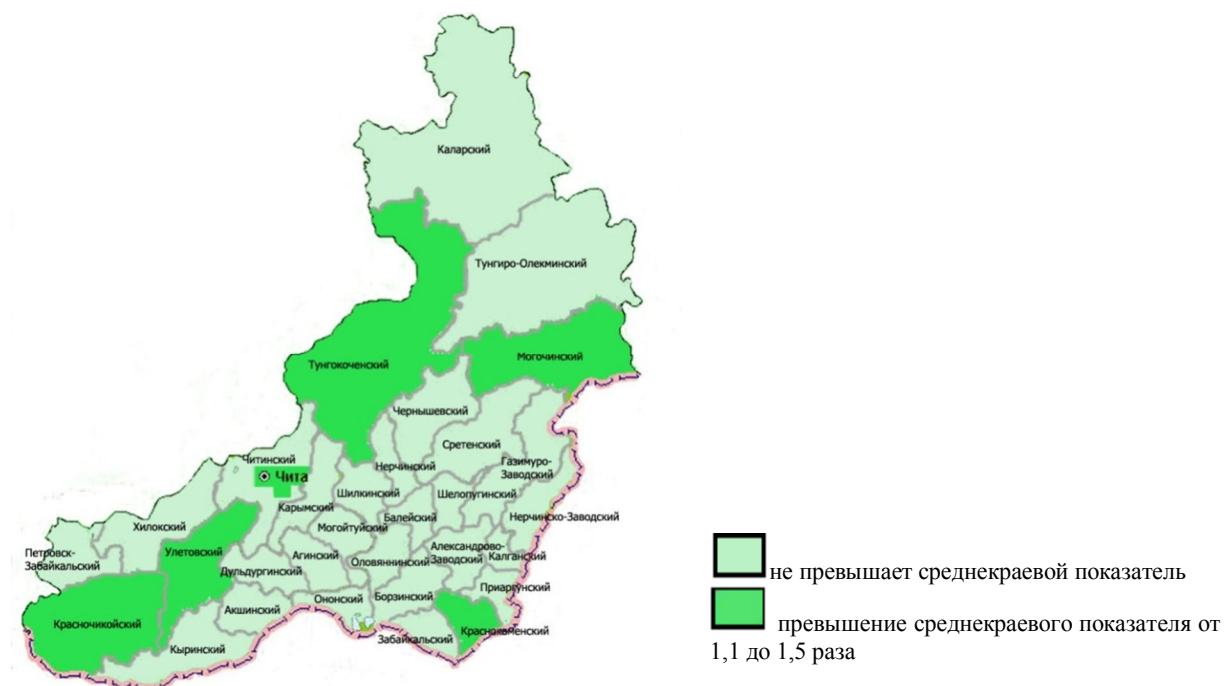 Каларский
Тунгиро-Олекминский
Могочинский
Тунгокоченский
Чернышевский
Сретенский
Читинский
Чита
Нерчинский
Газимуро-
Заводский
Шилкинский
Шелопугинский
Карымский
Балейский
Нерчинско-Заводский
Хилокский
Могойтуйский
Петровск-
Забайкальский
Улетовский
Агинский
Оловяннинский
Александрово-
Заводский
Калганский
Дульдургинский
Приаргунский
Ононский
Борзинский
Акшинский
Красночикойский
Краснокаменский
Забайкальский
Кыринский
не превышает среднекраевой показатель
превышение среднекраевого показателя от
1,1 до 1,5 раза